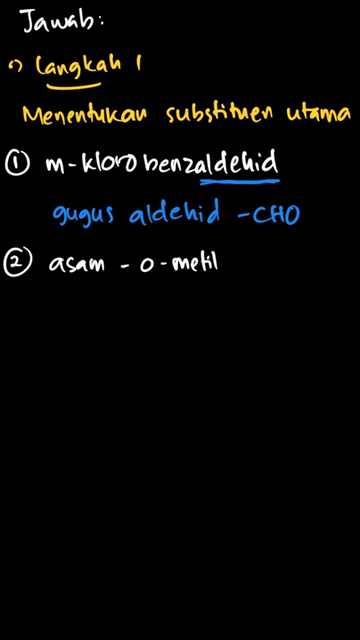 Jawab:
•) Langkah 1
Menentukan substituen utama
① m-kloro benzaldehid
gugus aldehid -CHO
② asam - o-metil